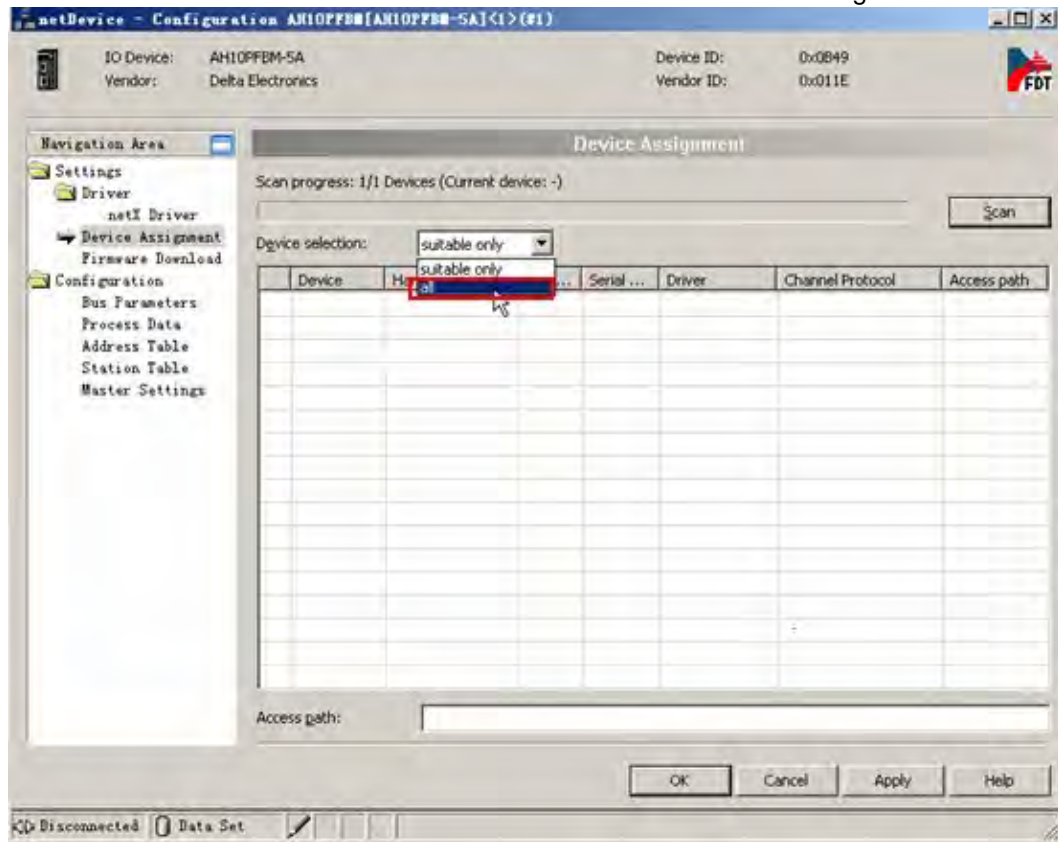 netDevice - Configuration AH10PFBM[AH10PFBM-5A]<1>(#1)
IO Device: AH10PFBM-5A Device ID: 0x0B49
Vendor: Delta Electronics Vendor ID: 0x011E
FDT
Navigation Area
Device Assignment
Settings
Driver
netX Driver
Device Assignment
Firmware Download
Configuration
Bus Parameters
Process Data
Address Table
Station Table
Master Settings
Scan progress: 1/1 Devices (Current device: -)
Scan
Device selection: suitable only
suitable only
all
Device Ha ... Serial ... Driver Channel Protocol Access path
Access path:
OK Cancel Apply Help
Disconnected Data Set